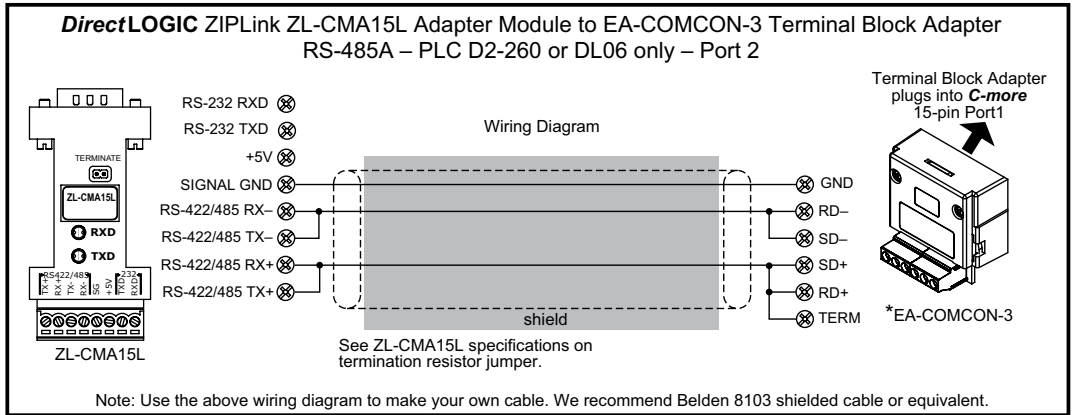 DirectLOGIC ZIPLink ZL-CMA15L Adapter Module to EA-COMCON-3 Terminal Block Adapter
RS-485A – PLC D2-260 or DL06 only – Port 2
Terminal Block Adapter
plugs into C-more
15-pin Port1
RS-232 RXD
RS-232 TXD
+5V
SIGNAL GND
RS-422/485 RX–
RS-422/485 TX–
RS-422/485 RX+
RS-422/485 TX+
Wiring Diagram
shield
See ZL-CMA15L specifications on
termination resistor jumper.
GND
RD–
SD–
SD+
RD+
TERM
*EA-COMCON-3
TERMINATE
ZL-CMA15L
RXD
TXD
RS422/485
232
TX+
RX+
TX-
RX-
SG
+5V
TXD
RXD
ZL-CMA15L
Note: Use the above wiring diagram to make your own cable. We recommend Belden 8103 shielded cable or equivalent.